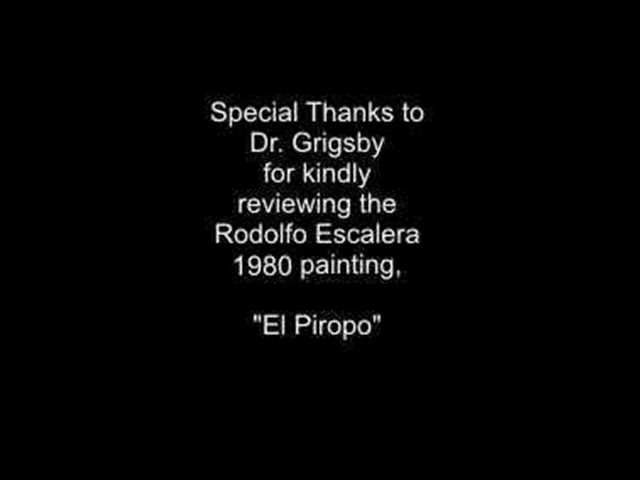 Special Thanks to
Dr. Grigsby
for kindly
reviewing the
Rodolfo Escalera
1980 painting,
"El Piropo"